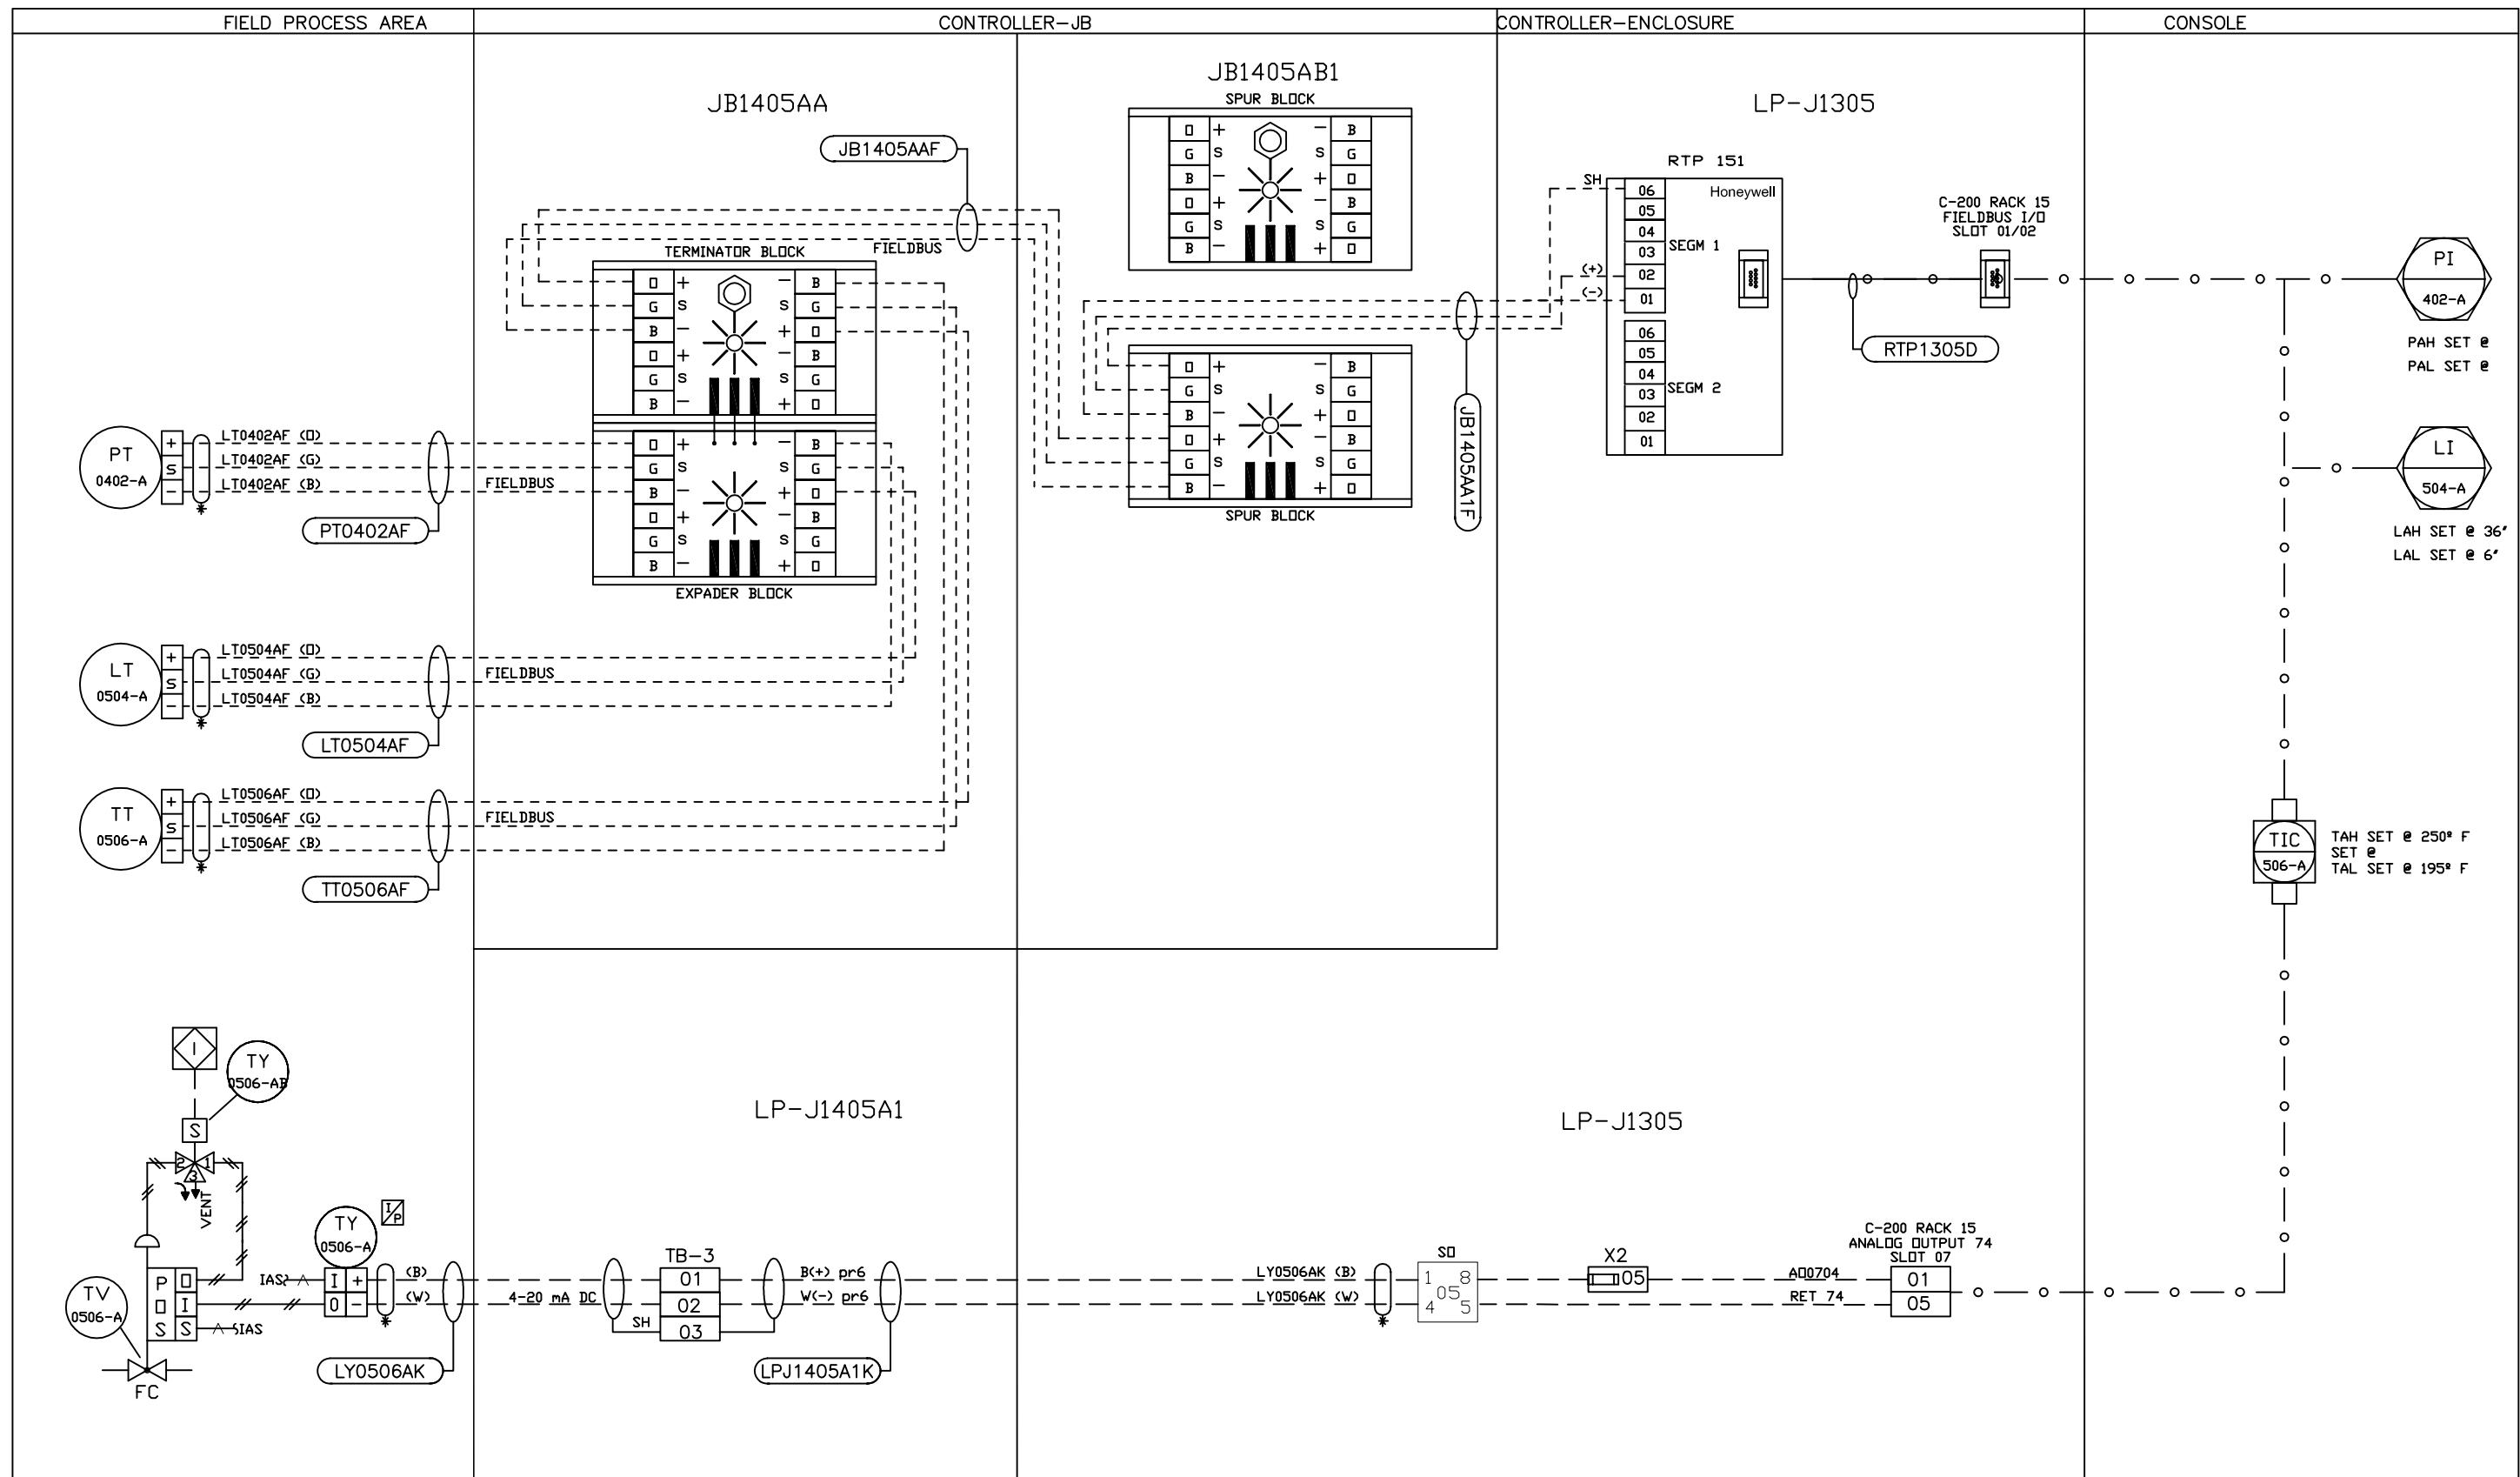 FIELD PROCESS AREA
CONTROLLER-JB
CONTROLLER-ENCLOSURE
CONSOLE
JB1405AA
JB1405AAF
FIELDBUS
TERMINATOR BLOCK
O + - B
G S S G
B - + O
O + - B
G S S G
B - + O
O + - B
G S S G
B - + O
O + - B
G S S G
B - + O
EXPADER BLOCK
JB1405AB1
SPUR BLOCK
O + - B
G S S G
B - + O
O + - B
G S S G
B - + O
O + - B
G S S G
B - + O
O + - B
G S S G
B - + O
SPUR BLOCK
JB1405AA1F
LP-J1305
RTP 151
Honeywell
SH
(+)
(-)
06
05
04
03
02
01
SEGM 1
06
05
04
03
02
01
SEGM 2
RTP1305D
C-200 RACK 15
FIELDBUS I/O
SLOT 01/02
PI
402-A
PAH SET @
PAL SET @
LI
504-A
LAH SET @ 36"
LAL SET @ 6"
TIC
506-A
TAH SET @ 250º F
SET @
TAL SET @ 195º F
PT
0402-A
+
S
-
*
LT0402AF (O)
LT0402AF (G)
LT0402AF (B)
FIELDBUS
PT0402AF
LT
0504-A
+
S
-
*
LT0504AF (O)
LT0504AF (G)
LT0504AF (B)
FIELDBUS
LT0504AF
TT
0506-A
+
S
-
*
LT0506AF (O)
LT0506AF (G)
LT0506AF (B)
FIELDBUS
TT0506AF
I
TY
0506-AB
S
2 1
3
VENT
TY
0506-A
I/P
TV
0506-A
P O
O I
S S
IAS
IAS
I +
O -
*
FC
(B)
(W)
LY0506AK
LP-J1405A1
4-20 mA DC
SH
TB-3
01
02
03
B(+) pr6
W(-) pr6
LPJ1405A1K
LP-J1305
LY0506AK (B)
LY0506AK (W)
*
SO
1 8
05
4 5
X2
05
AO0704
RET 74
C-200 RACK 15
ANALOG OUTPUT 74
SLOT 07
01
05